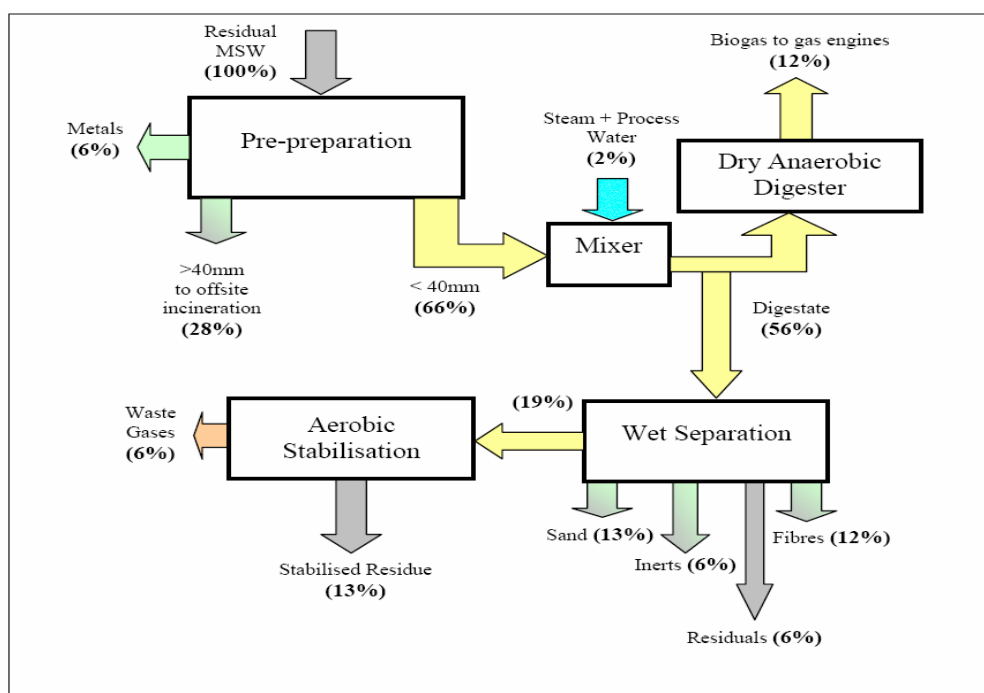 Residual
MSW
(100%)
Biogas to gas engines
(12%)
Metals
(6%)
Pre-preparation
Steam + Process
Water
(2%)
Dry Anaerobic
Digester
Mixer
>40mm
to offsite
incineration
(28%)
< 40mm
(66%)
Digestate
(56%)
Waste
Gases
(6%)
Aerobic
Stabilisation
(19%)
Wet Separation
Sand (13%)
Inerts (6%)
Fibres (12%)
Stabilised Residue
(13%)
Residuals (6%)